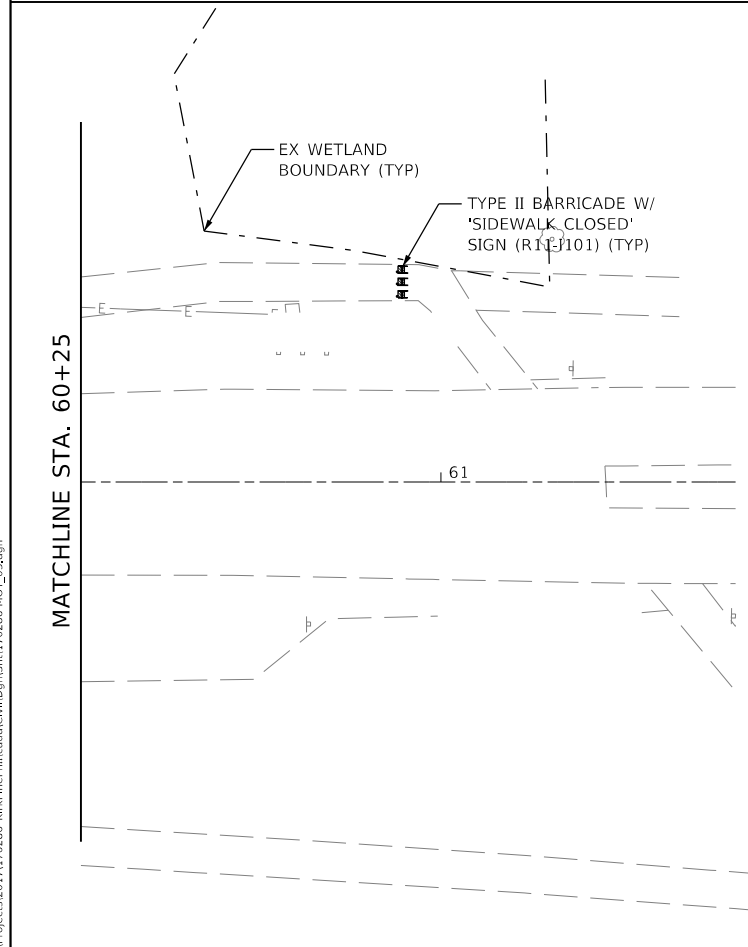 EX WETLAND
BOUNDARY (TYP)
TYPE II BARRICADE W/
'SIDEWALK CLOSED'
SIGN (R11-I101) (TYP)
E
E
MATCHLINE STA. 60+25
61